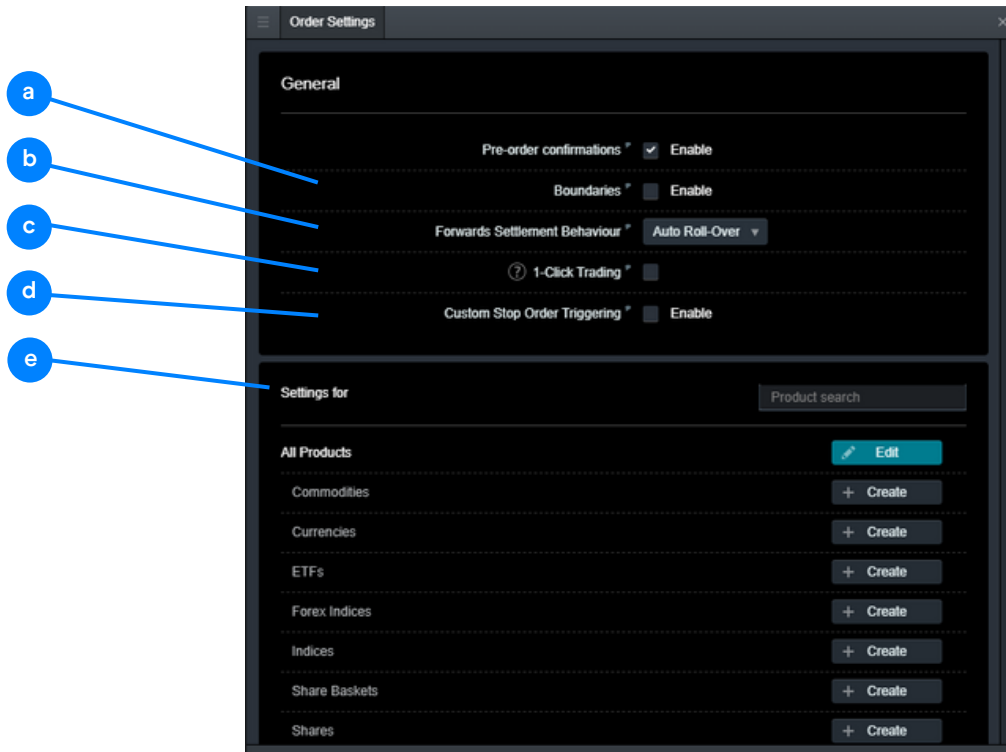 Order Settings
General
a
Pre-order confirmations Enable
b
Boundaries Enable
c
Forwards Settlement Behaviour Auto Roll-Over
? 1-Click Trading
d
Custom Stop Order Triggering Enable
e
Settings for Product search
All Products Edit
Commodities + Create
Currencies + Create
ETFs + Create
Forex Indices + Create
Indices + Create
Share Baskets + Create
Shares + Create